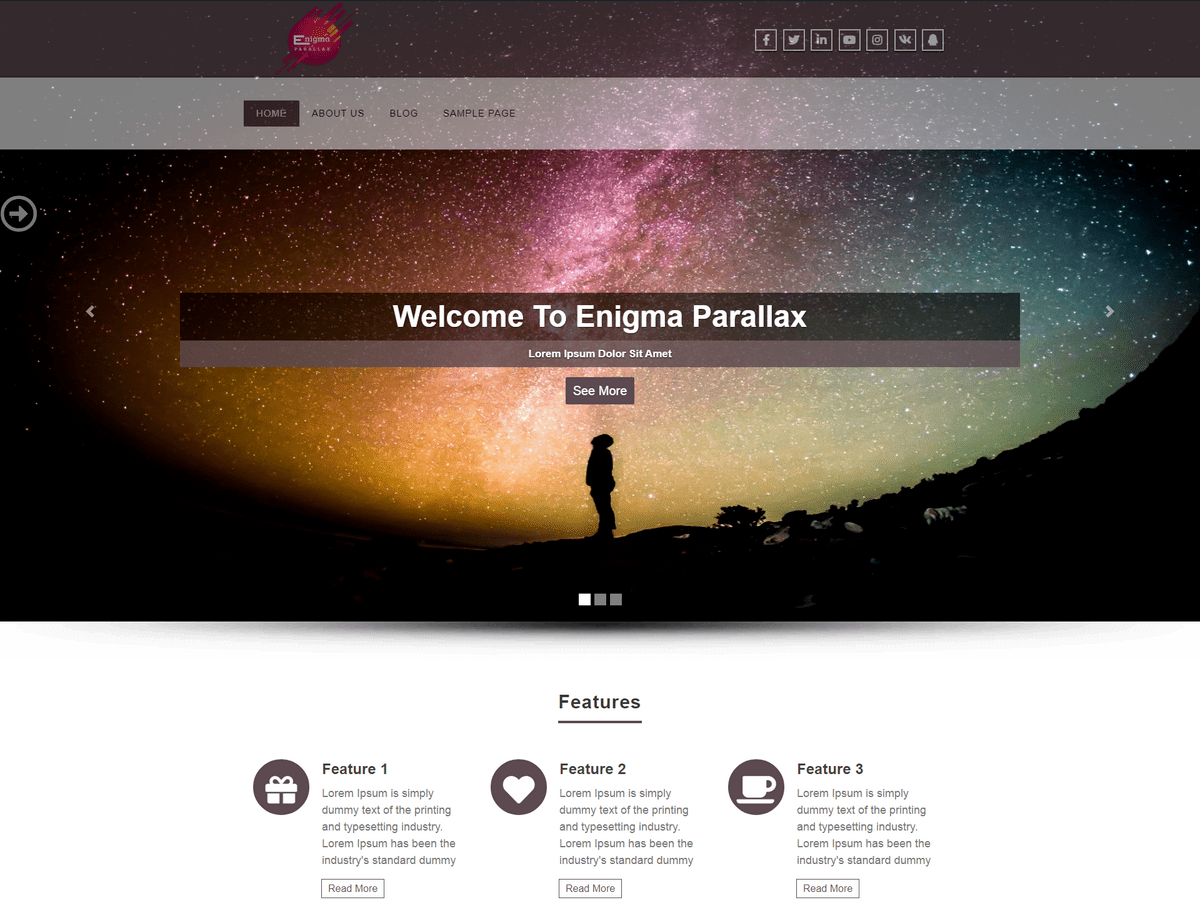 Enigma
PARALLAX
HOME
ABOUT US
BLOG
SAMPLE PAGE
Welcome To Enigma Parallax
Lorem Ipsum Dolor Sit Amet
See More
Features
Feature 1
Lorem Ipsum is simply
dummy text of the printing
and typesetting industry.
Lorem Ipsum has been the
industry's standard dummy
Read More
Feature 2
Lorem Ipsum is simply
dummy text of the printing
and typesetting industry.
Lorem Ipsum has been the
industry's standard dummy
Read More
Feature 3
Lorem Ipsum is simply
dummy text of the printing
and typesetting industry.
Lorem Ipsum has been the
industry's standard dummy
Read More